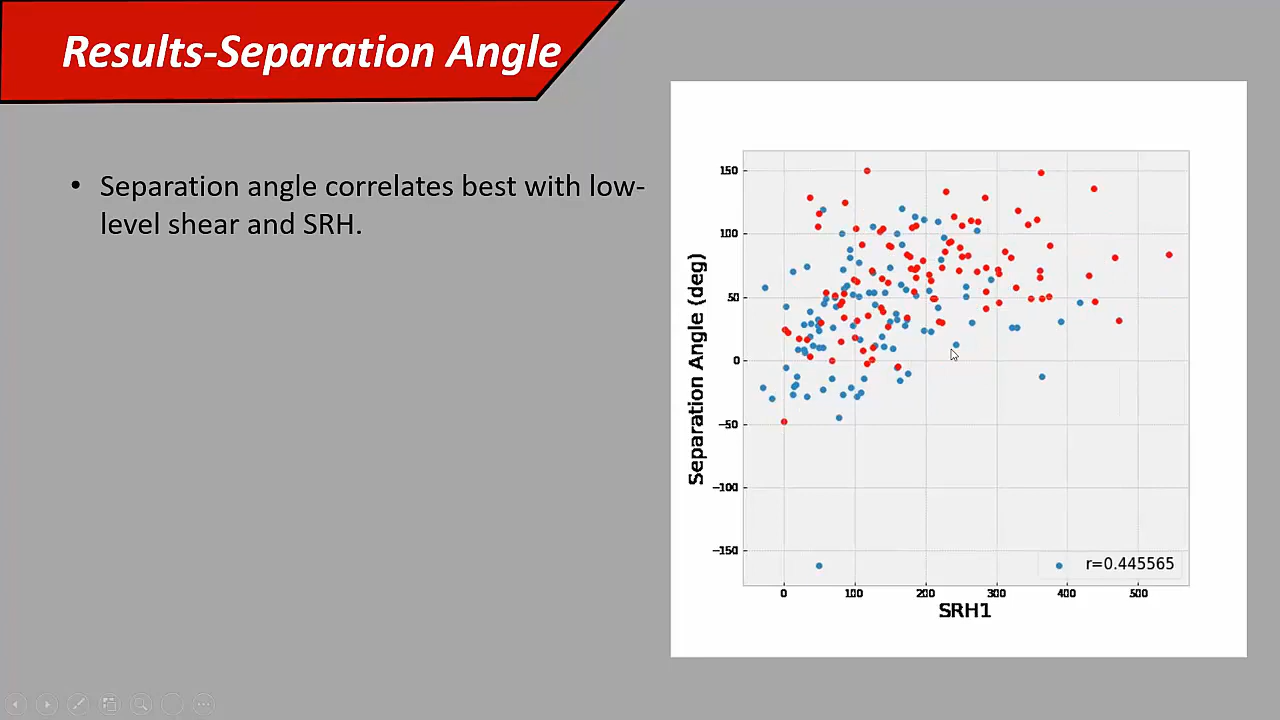 Results-Separation Angle
• Separation angle correlates best with low-
level shear and SRH.
Separation Angle (deg)
150
100
50
0
−50
−100
−150
r=0.445565
0 100 200 300 400 500
SRH1